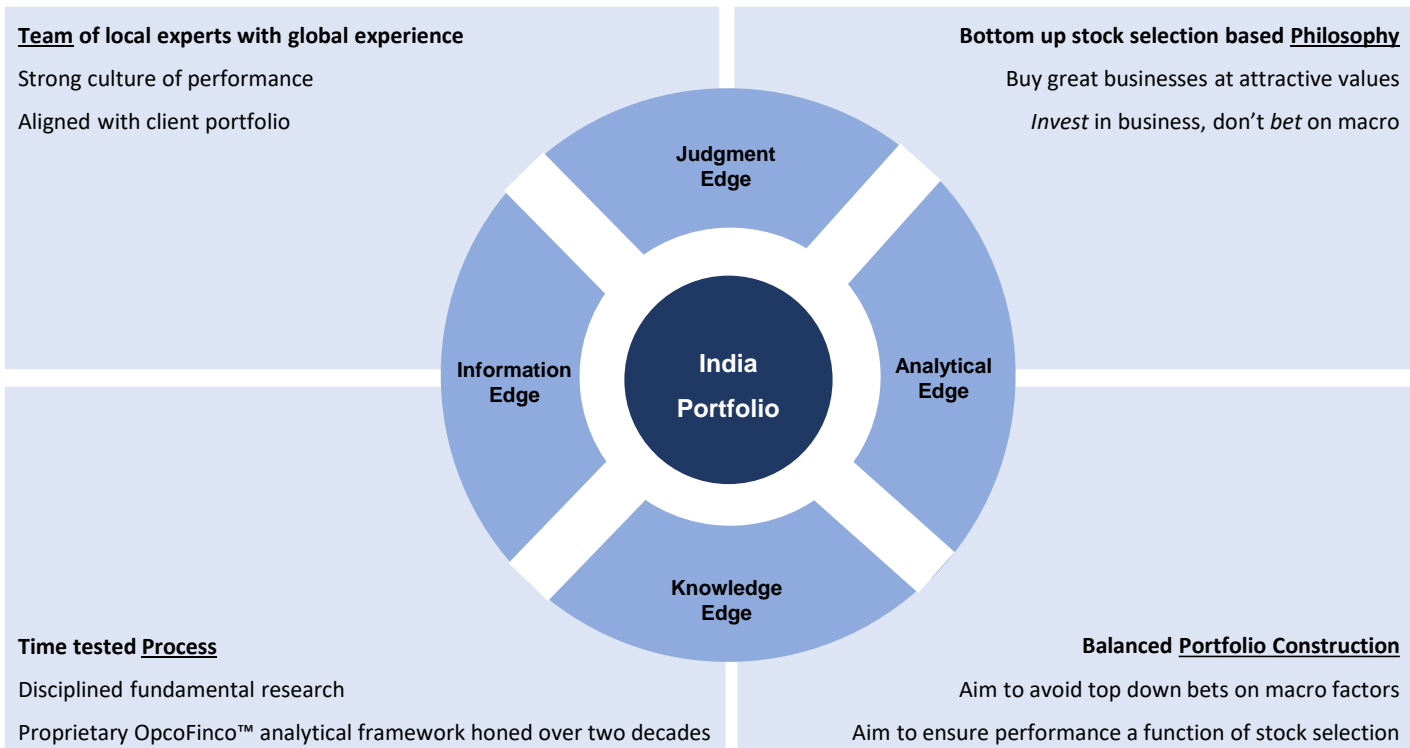 Team of local experts with global experience
Strong culture of performance
Aligned with client portfolio
Bottom up stock selection based Philosophy
Buy great businesses at attractive values
Invest in business, don’t bet on macro
Judgment
Edge
Information
Edge
India
Portfolio
Analytical
Edge
Knowledge
Edge
Time tested Process
Disciplined fundamental research
Proprietary OpcoFinco™ analytical framework honed over two decades
Balanced Portfolio Construction
Aim to avoid top down bets on macro factors
Aim to ensure performance a function of stock selection